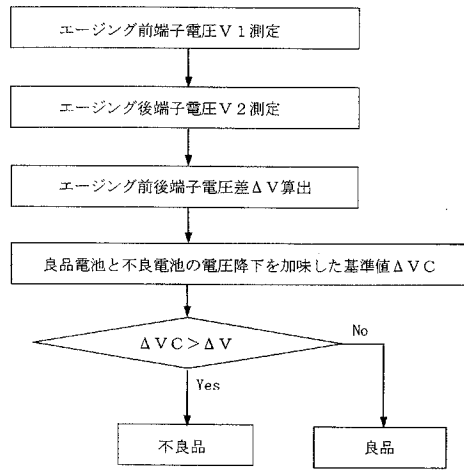 エージング前端子電圧V1測定
エージング後端子電圧V2測定
エージング前後端子電圧差ΔV算出
良品電池と不良電池の電圧降下を加味した基準値ΔVC
ΔVC>ΔV
No
Yes
不良品
良品